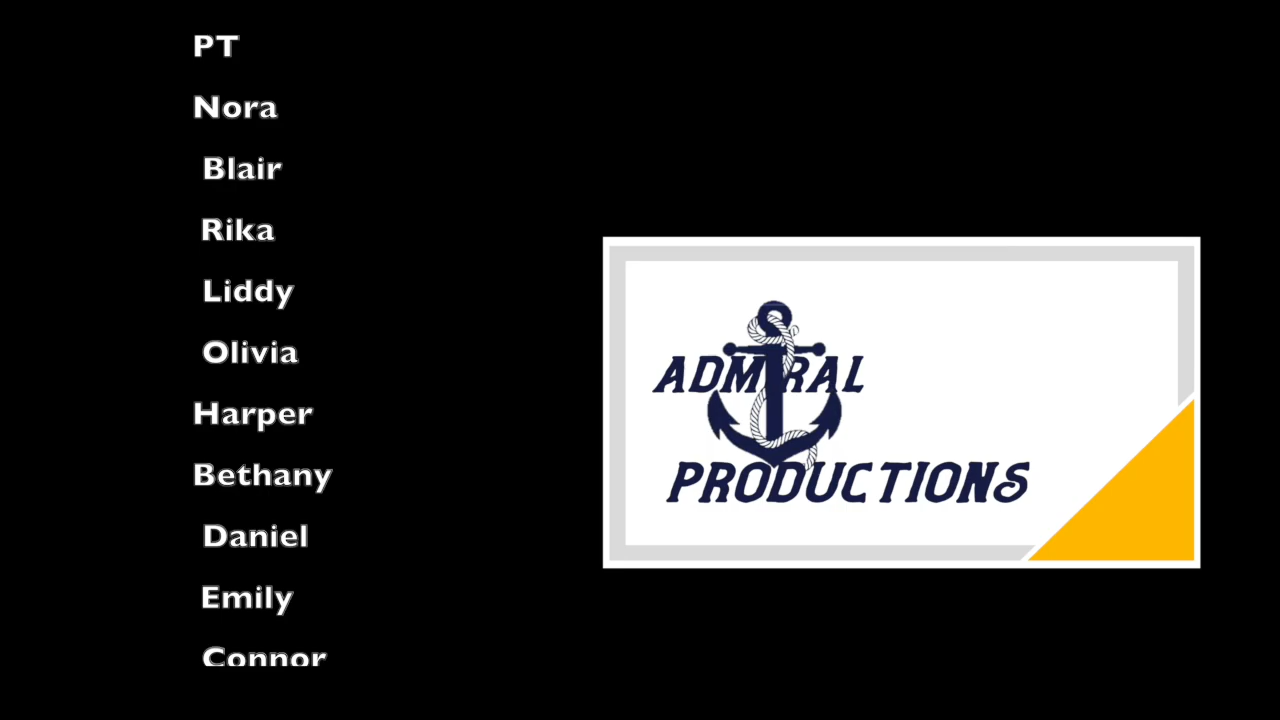 PT
Nora
Blair
Rika
Liddy
Olivia
Harper
Bethany
Daniel
Emily
Connor
ADMIRAL
PRODUCTIONS